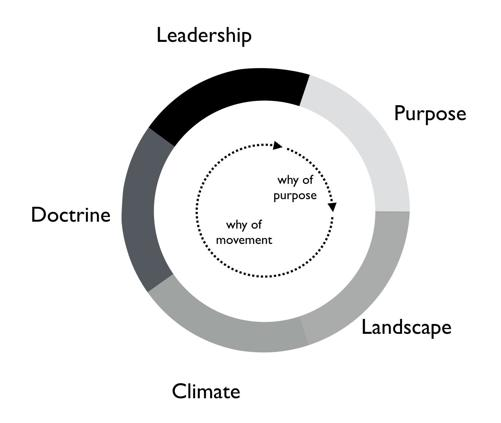 Leadership
Purpose
why of
purpose
Doctrine
why of
movement
Landscape
Climate